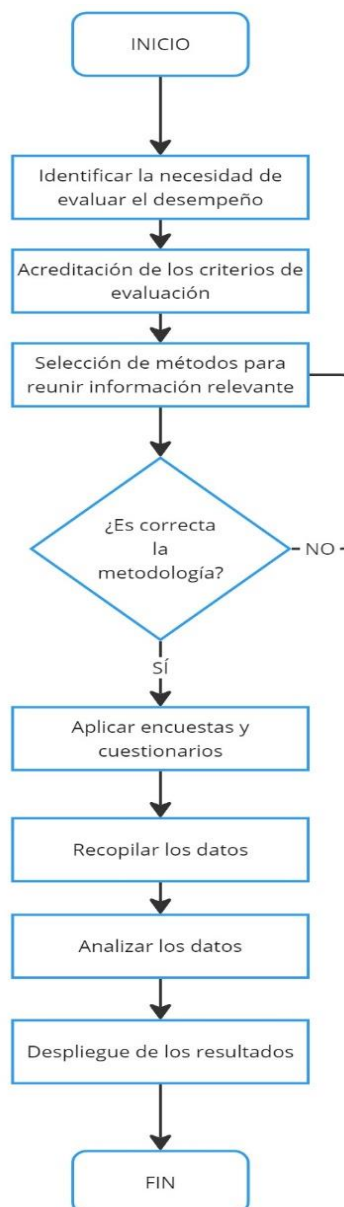 INICIO
Identificar la necesidad de
evaluar el desempeño
Acreditación de los criterios de
evaluación
Selección de métodos para
reunir información relevante
¿Es correcta
la
metodología?
NO
SÍ
Aplicar encuestas y
cuestionarios
Recopilar los datos
Analizar los datos
Despliegue de los resultados
FIN